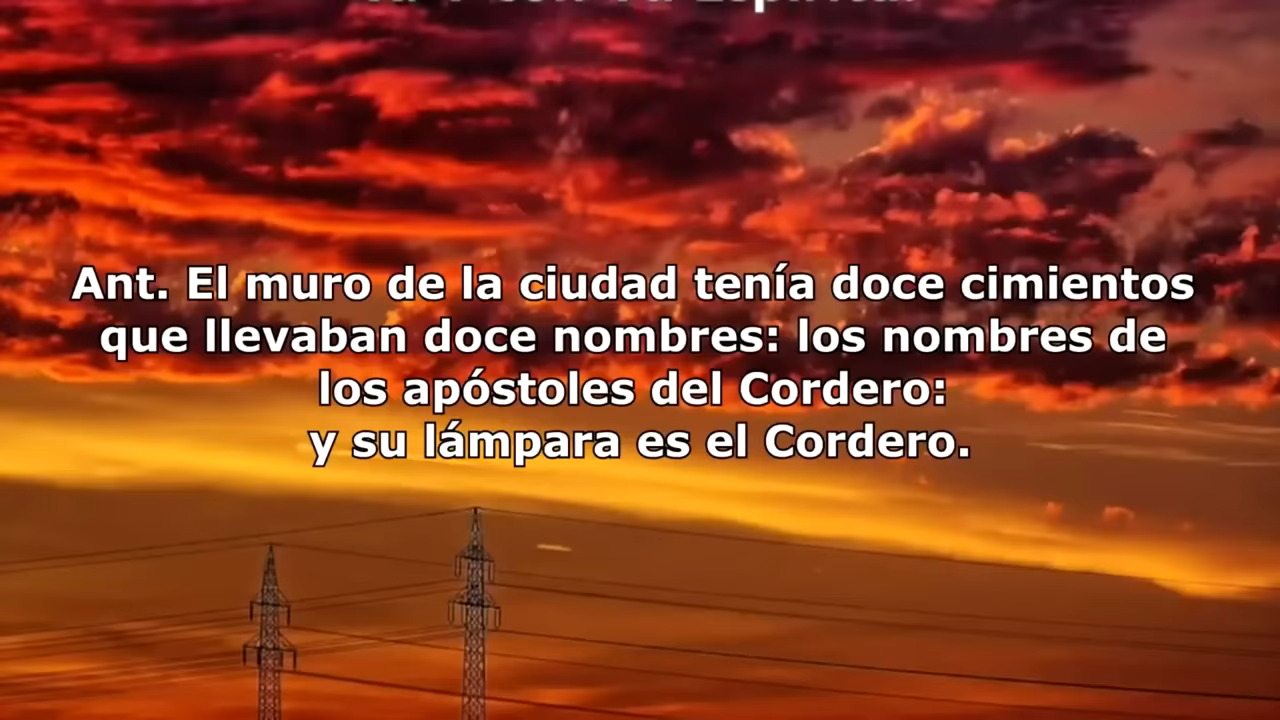 Ant. El muro de la ciudad tenía doce cimientos
que llevaban doce nombres: los nombres de
los apóstoles del Cordero:
y su lámpara es el Cordero.